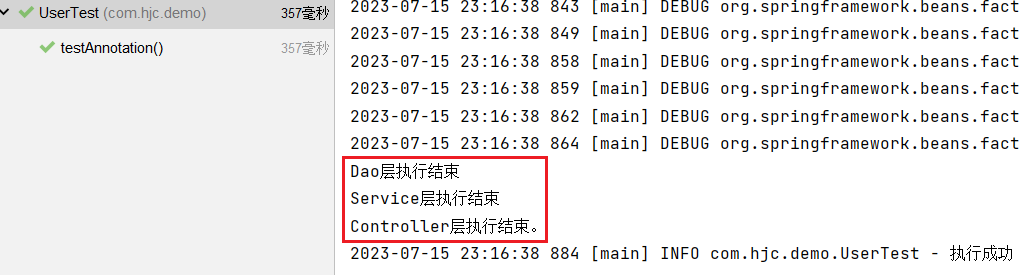 UserTest (com.hjc.demo) 357毫秒
testAnnotation() 357毫秒
2023-07-15 23:16:38 843 [main] DEBUG org.springframework.beans.fact
2023-07-15 23:16:38 849 [main] DEBUG org.springframework.beans.fact
2023-07-15 23:16:38 858 [main] DEBUG org.springframework.beans.fact
2023-07-15 23:16:38 859 [main] DEBUG org.springframework.beans.fact
2023-07-15 23:16:38 862 [main] DEBUG org.springframework.beans.fact
2023-07-15 23:16:38 864 [main] DEBUG org.springframework.beans.fact
Dao层执行结束
Service层执行结束
Controller层执行结束。
2023-07-15 23:16:38 884 [main] INFO com.hjc.demo.UserTest - 执行成功